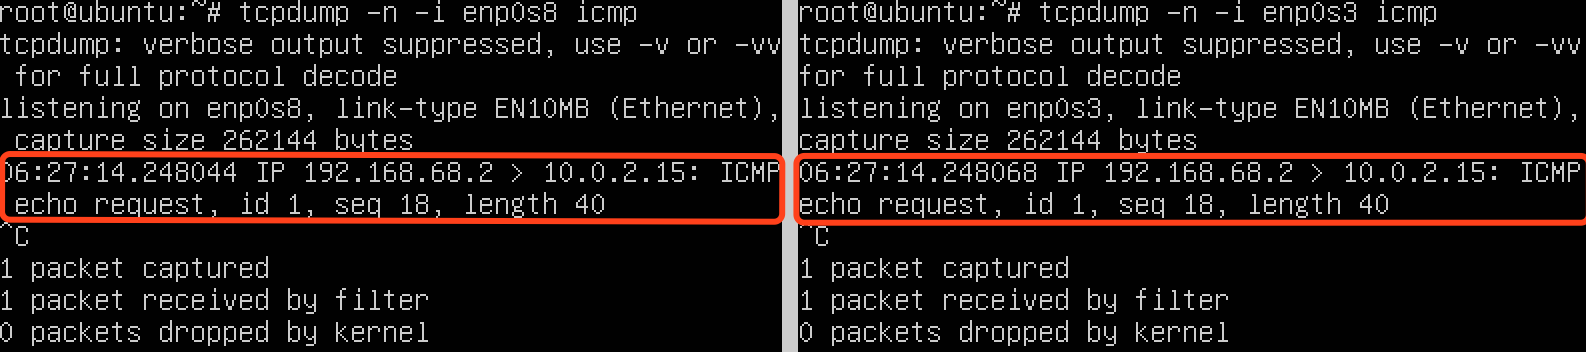 root@ubuntu:~# tcpdump -n -i enp0s8 icmp
tcpdump: verbose output suppressed, use -v or -vv
 for full protocol decode
listening on enp0s8, link-type EN10MB (Ethernet),
 capture size 262144 bytes
06:27:14.248044 IP 192.168.68.2 > 10.0.2.15: ICMP
 echo request, id 1, seq 18, length 40
^C
1 packet captured
1 packet received by filter
0 packets dropped by kernel
root@ubuntu:~# tcpdump -n -i enp0s3 icmp
tcpdump: verbose output suppressed, use -v or -vv
for full protocol decode
listening on enp0s3, link-type EN10MB (Ethernet),
capture size 262144 bytes
06:27:14.248068 IP 192.168.68.2 > 10.0.2.15: ICMP
echo request, id 1, seq 18, length 40
^C
1 packet captured
1 packet received by filter
0 packets dropped by kernel